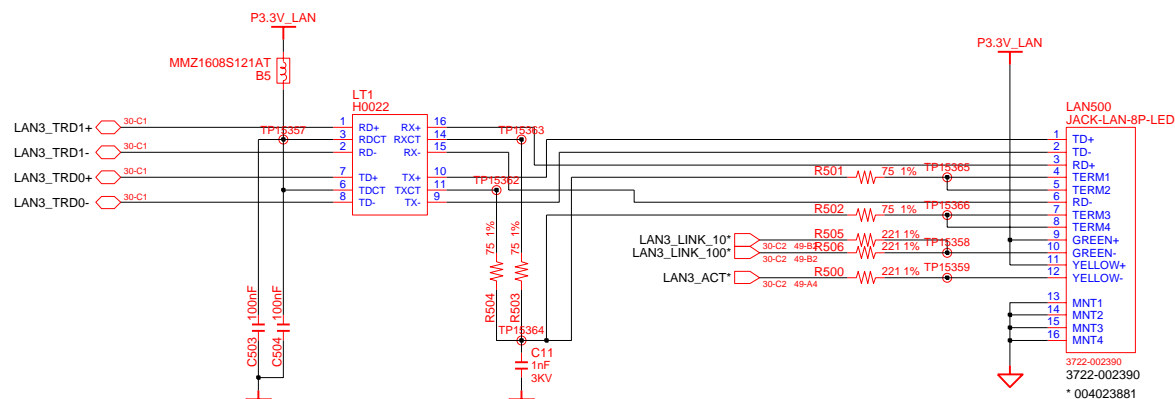 P3.3V_LAN
MMZ1608S121AT
B5
LT1
H0022
LAN3_TRD1+
30-C1
LAN3_TRD1-
30-C1
LAN3_TRD0+
30-C1
LAN3_TRD0-
30-C1
TP15357
1
3
2
7
6
8
RD+
RDCT
RD-
TD+
TDCT
TD-
RX+
RXCT
RX-
TX+
TXCT
TX-
16
14
15
10
11
9
TP15363
TP15362
75 1%
R504
75 1%
R503
TP15364
C11
1nF
3KV
100nF
C503
100nF
C504
R501
75 1%
TP15365
R502
75 1%
TP15366
LAN3_LINK_10*
30-C2 49-B2
R505
221 1%
LAN3_LINK_100*
30-C2 49-B2
R506
221 1%
TP15358
LAN3_ACT*
30-C2 49-A4
R500
221 1%
TP15359
P3.3V_LAN
LAN500
JACK-LAN-8P-LED
1 TD+
2 TD-
3 RD+
4 TERM1
5 TERM2
6 RD-
7 TERM3
8 TERM4
9 GREEN+
10 GREEN-
11 YELLOW+
12 YELLOW-
13 MNT1
14 MNT2
15 MNT3
16 MNT4
3722-002390
3722-002390
* 004023881